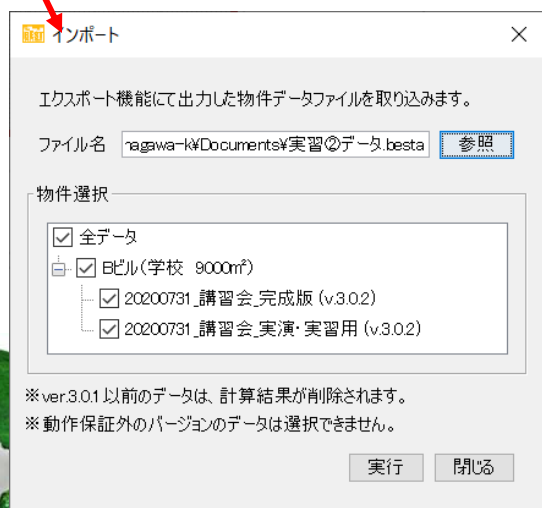 インポート
エクスポート機能にて出力した物件データファイルを取り込みます。
ファイル名 nagawa-k¥Documents¥実習②データ.besta 参照
物件選択
全データ
Bビル(学校 9000㎡)
20200731_講習会_完成版 (v.3.0.2)
20200731_講習会_実演・実習用 (v.3.0.2)
※ver.3.0.1以前のデータは、計算結果が削除されます。
※動作保証外のバージョンのデータは選択できません。
実行 閉じる